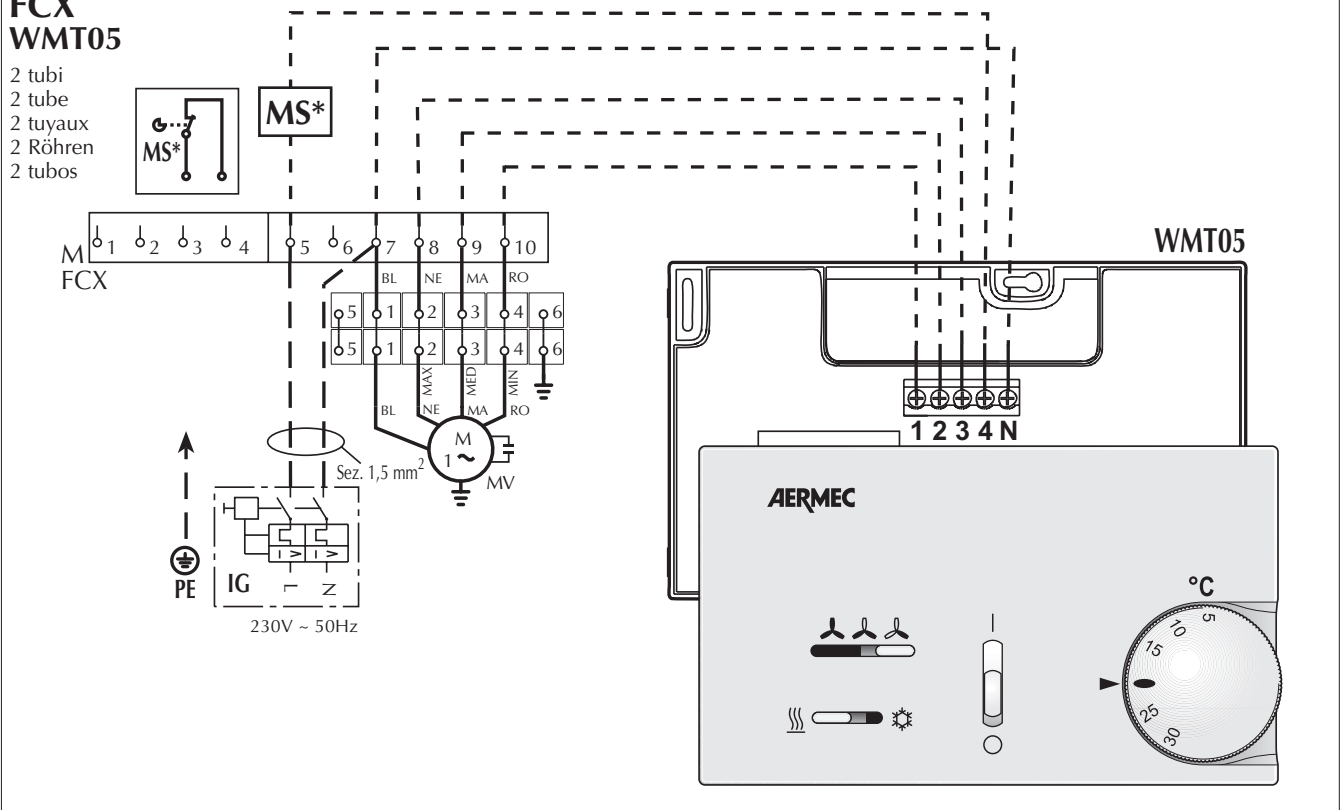 FCX
WMT05
2 tubi
2 tube
2 tuyaux
2 Röhren
2 tubos
MS*
MS*
M
FCX
1 2 3 4 5 6 7 8 9 10
BL NE MA RO
5 1 2 3 4 6
5 1 2 3 4 6
MAX MED MIN
BL NE MA RO
M
1 ~
MV
Sez. 1,5 mm2
PE
IG
I > I >
L N
230V ~ 50Hz
WMT05
1 2 3 4 N
AERMEC
°C
5
10
15
25
30